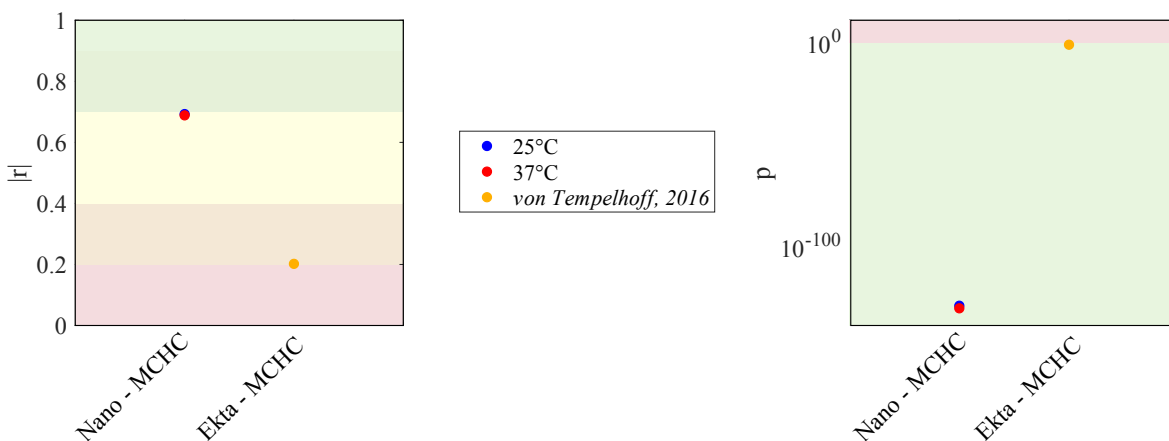 1
0.8
0.6
0.4
0.2
0
|r|
Nano - MCHC
Ekta - MCHC
25°C
37°C
von Tempelhoff, 2016
10^0
10^-100
p
Nano - MCHC
Ekta - MCHC